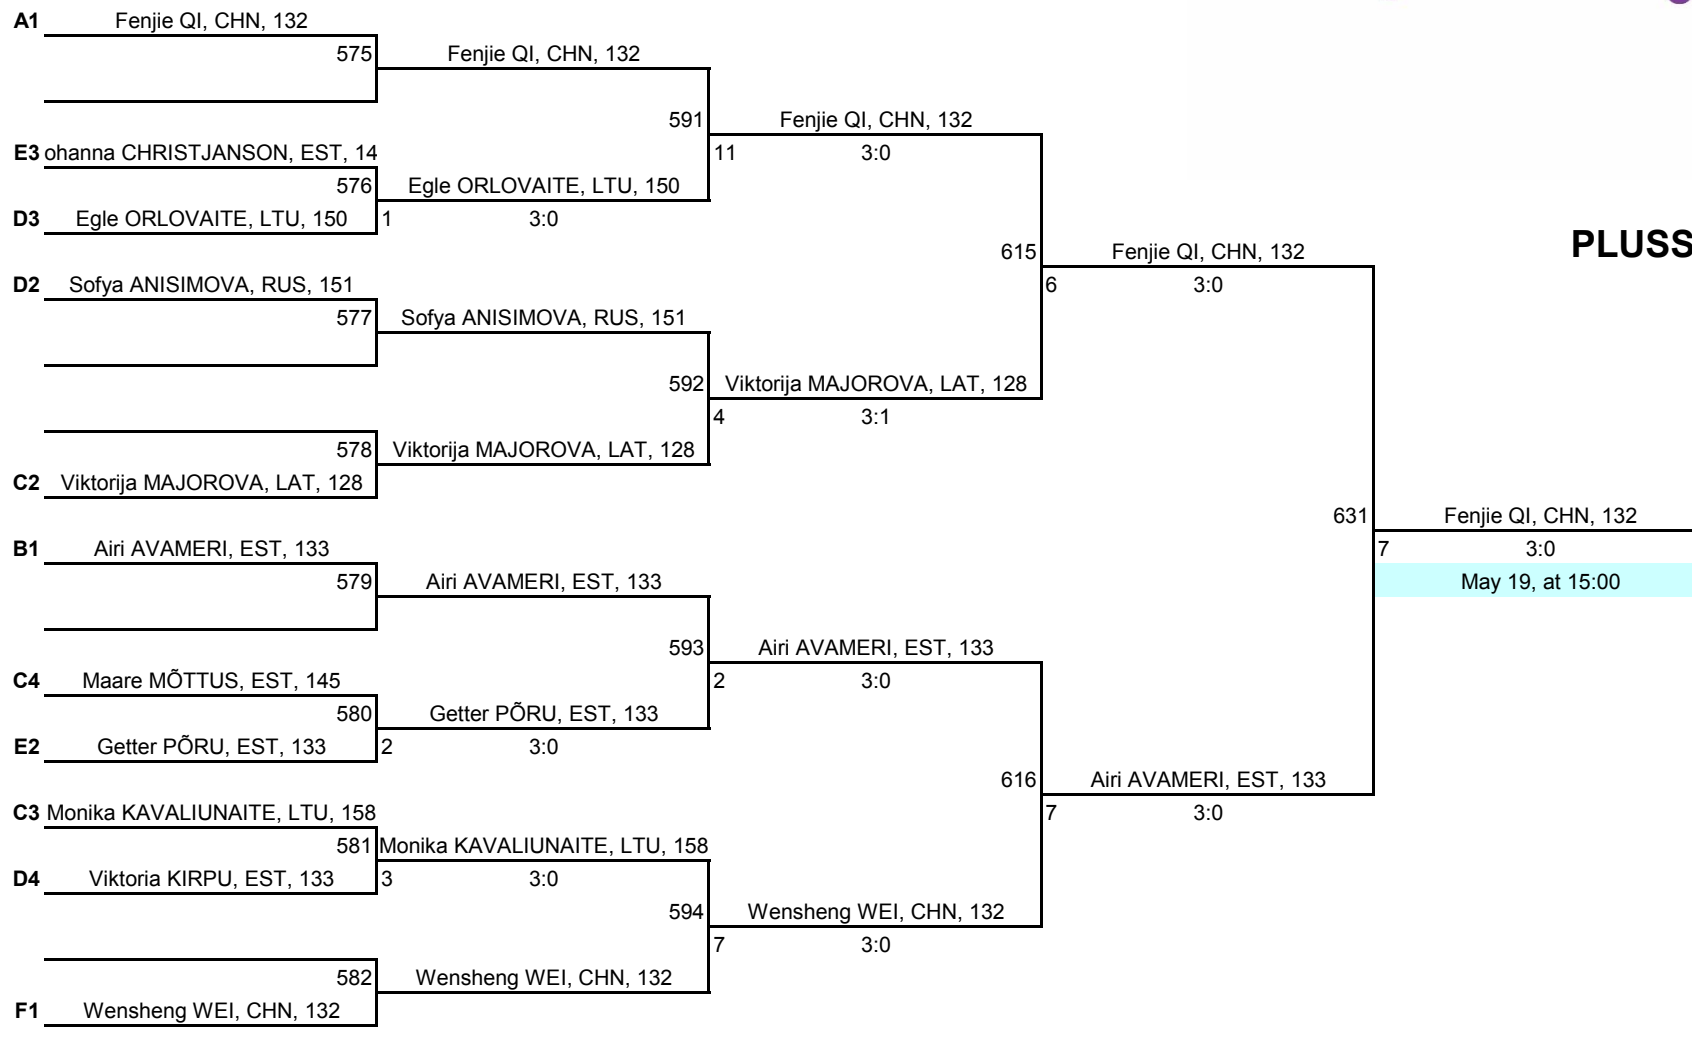 A1 Fenjie QI, CHN, 132
575 Fenjie QI, CHN, 132
591 Fenjie QI, CHN, 132
E3 ohanna CHRISTJANSON, EST, 14 11 3:0
576 Egle ORLOVAITE, LTU, 150
D3 Egle ORLOVAITE, LTU, 150 1 3:0
PLUSS
615 Fenjie QI, CHN, 132
D2 Sofya ANISIMOVA, RUS, 151 6 3:0
577 Sofya ANISIMOVA, RUS, 151
592 Viktorija MAJOROVA, LAT, 128
4 3:1
578 Viktorija MAJOROVA, LAT, 128
C2 Viktorija MAJOROVA, LAT, 128
631 Fenjie QI, CHN, 132
B1 Airi AVAMERI, EST, 133 7 3:0
579 Airi AVAMERI, EST, 133 May 19, at 15:00
593 Airi AVAMERI, EST, 133
C4 Maare MÕTTUS, EST, 145 2 3:0
580 Getter PÕRU, EST, 133
E2 Getter PÕRU, EST, 133 2 3:0
616 Airi AVAMERI, EST, 133
C3 Monika KAVALIUNAITE, LTU, 158 7 3:0
581 Monika KAVALIUNAITE, LTU, 158
D4 Viktoria KIRPU, EST, 133 3 3:0
594 Wensheng WEI, CHN, 132
7 3:0
582 Wensheng WEI, CHN, 132
F1 Wensheng WEI, CHN, 132